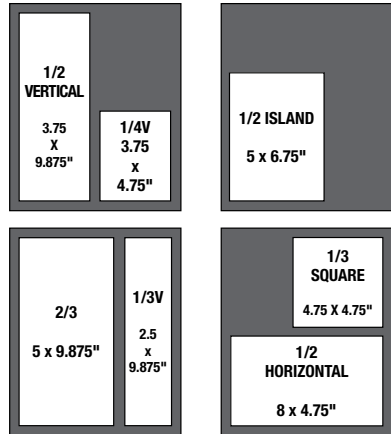 1/2
VERTICAL
3.75
X
9.875"
1/4V
3.75
x
4.75"
1/2 ISLAND
5 x 6.75"
2/3
5 x 9.875"
1/3V
2.5
x
9.875"
1/3
SQUARE
4.75 X 4.75"
1/2
HORIZONTAL
8 x 4.75"